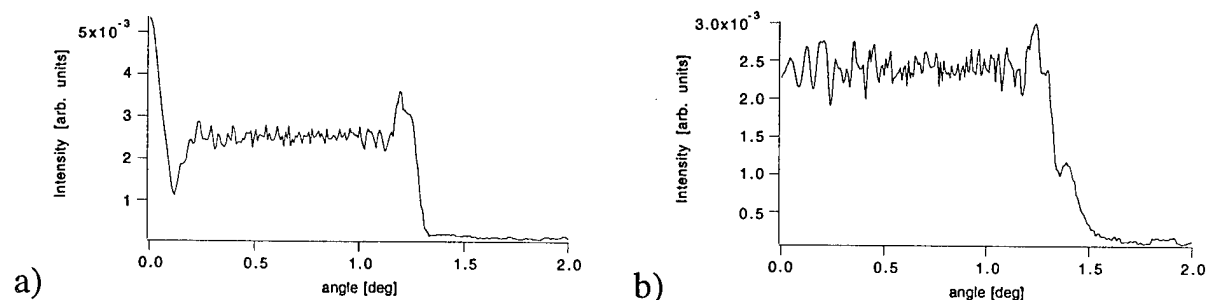 5x10⁻³
4
3
2
1
Intensity [arb. units]
0.0 0.5 1.0 1.5 2.0
angle [deg]
a)
3.0x10⁻³
2.5
2.0
1.5
1.0
0.5
Intensity [arb. units]
0.0 0.5 1.0 1.5 2.0
angle [deg]
b)